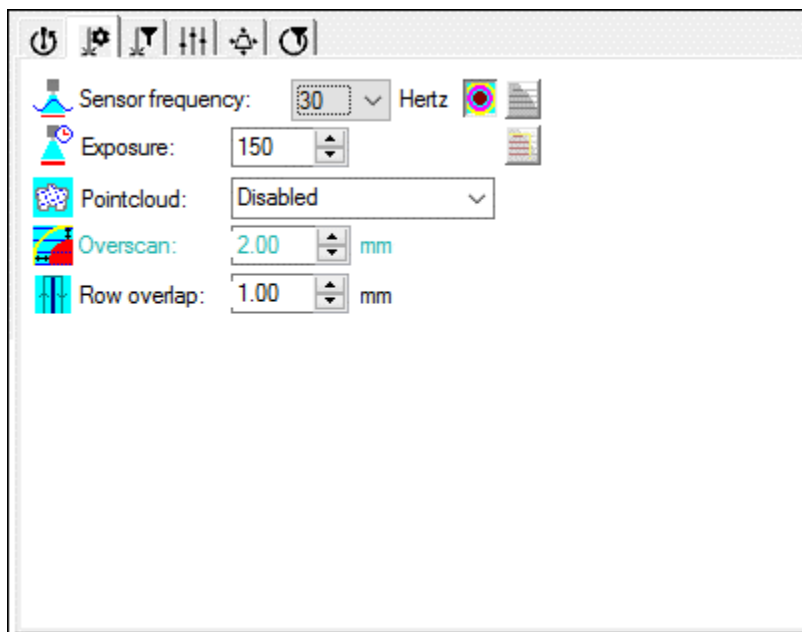 Sensor frequency: 30 Hertz
Exposure: 150
Pointcloud: Disabled
Overscan: 2.00 mm
Row overlap: 1.00 mm